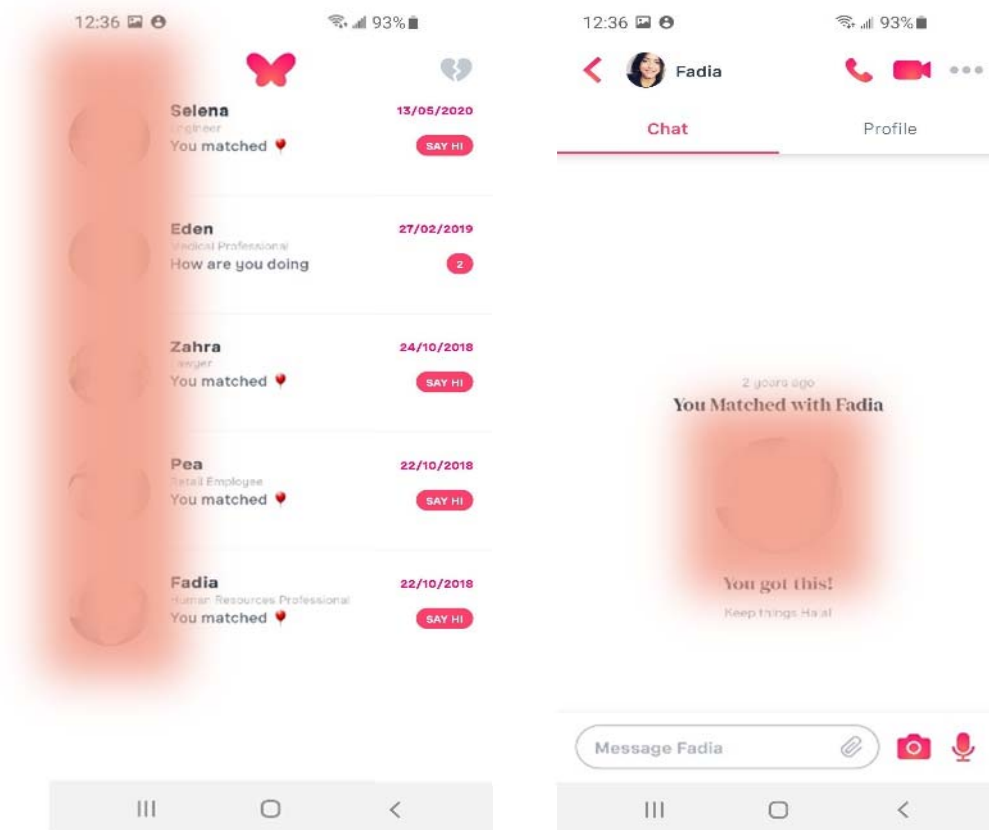 12:36 93%
Selena 13/05/2020
Engineer
You matched SAY HI
Eden 27/02/2019
Medical Professional
How are you doing 2
Zahra 24/10/2018
Lawyer
You matched SAY HI
Pea 22/10/2018
Retail Employee
You matched SAY HI
Fadia 22/10/2018
Human Resources Professional
You matched SAY HI
12:36 93%
Fadia
Chat Profile
2 years ago
You Matched with Fadia
You got this!
Keep things Halal
Message Fadia